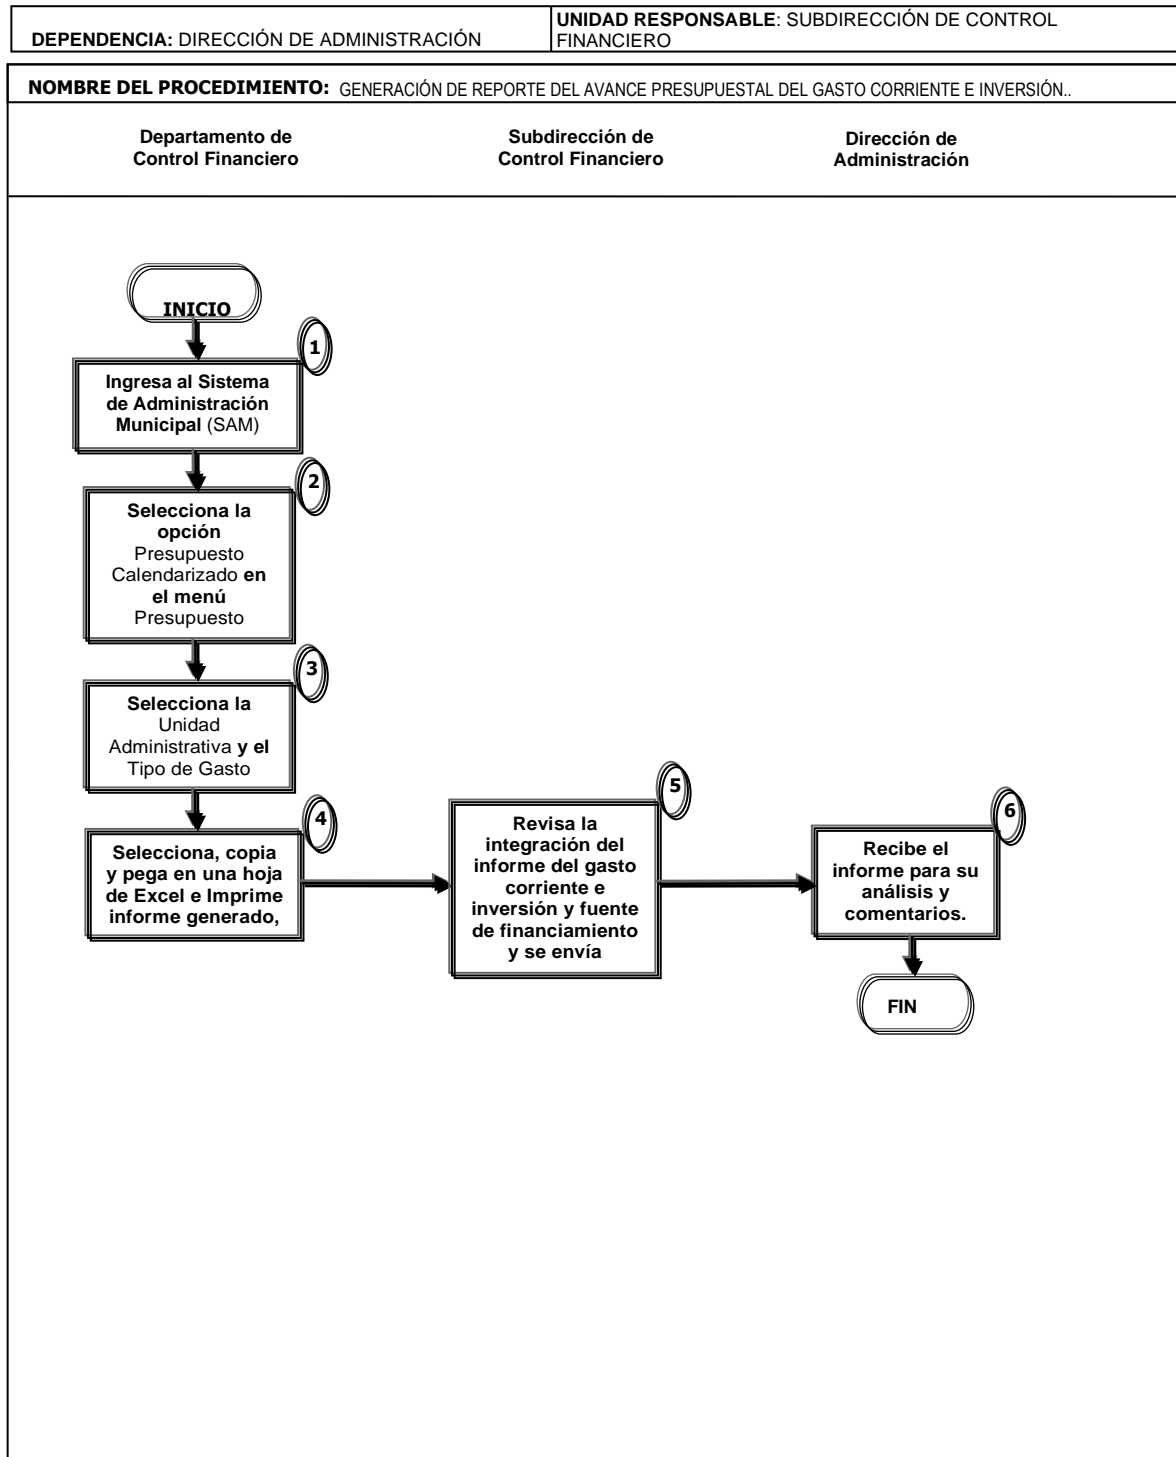 DEPENDENCIA: DIRECCIÓN DE ADMINISTRACIÓN
UNIDAD RESPONSABLE: SUBDIRECCIÓN DE CONTROL
FINANCIERO
NOMBRE DEL PROCEDIMIENTO: GENERACIÓN DE REPORTE DEL AVANCE PRESUPUESTAL DEL GASTO CORRIENTE E INVERSIÓN..
Departamento de
Control Financiero
Subdirección de
Control Financiero
Dirección de
Administración
INICIO
1
Ingresa al Sistema
de Administración
Municipal (SAM)
2
Selecciona la
opción
Presupuesto
Calendarizado en
el menú
Presupuesto
3
Selecciona la
Unidad
Administrativa y el
Tipo de Gasto
4
Selecciona, copia
y pega en una hoja
de Excel e Imprime
informe generado,
5
Revisa la
integración del
informe del gasto
corriente e
inversión y fuente
de financiamiento
y se envía
6
Recibe el
informe para su
análisis y
comentarios.
FIN